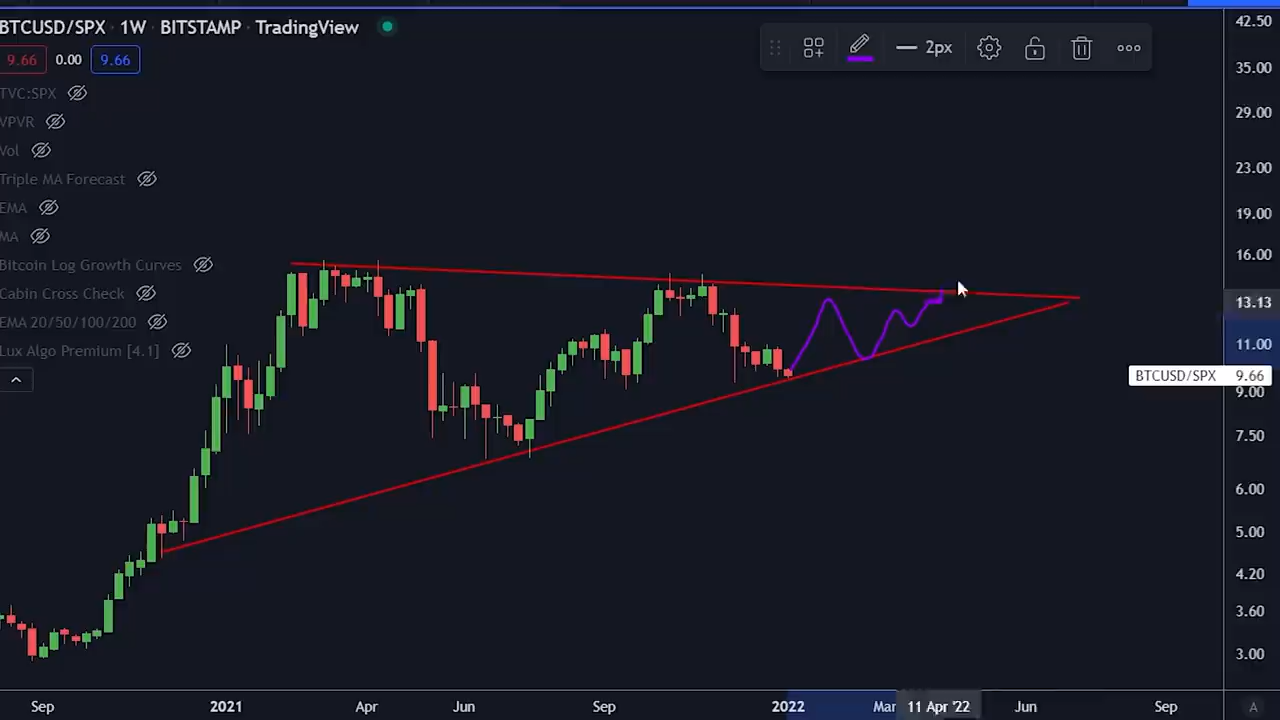 BTCUSD/SPX · 1W · BITSTAMP · TradingView
9.66 0.00 9.66
TVC:SPX
VPVR
Vol
Triple MA Forecast
EMA
MA
Bitcoin Log Growth Curves
Cabin Cross Check
EMA 20/50/100/200
Lux Algo Premium [4.1]
2px
42.50
35.00
29.00
23.00
19.00
16.00
13.13
11.00
BTCUSD/SPX 9.66
9.00
7.50
6.00
5.00
4.20
3.60
3.00
Sep 2021 Apr Jun Sep 2022 Mar 11 Apr '22 Jun Sep A